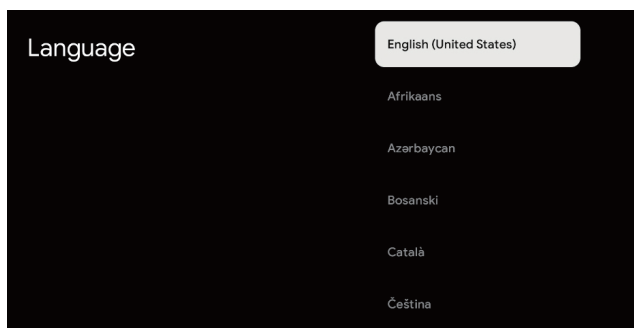 Language
English (United States)
Afrikaans
Azərbaycan
Bosanski
Català
Čeština